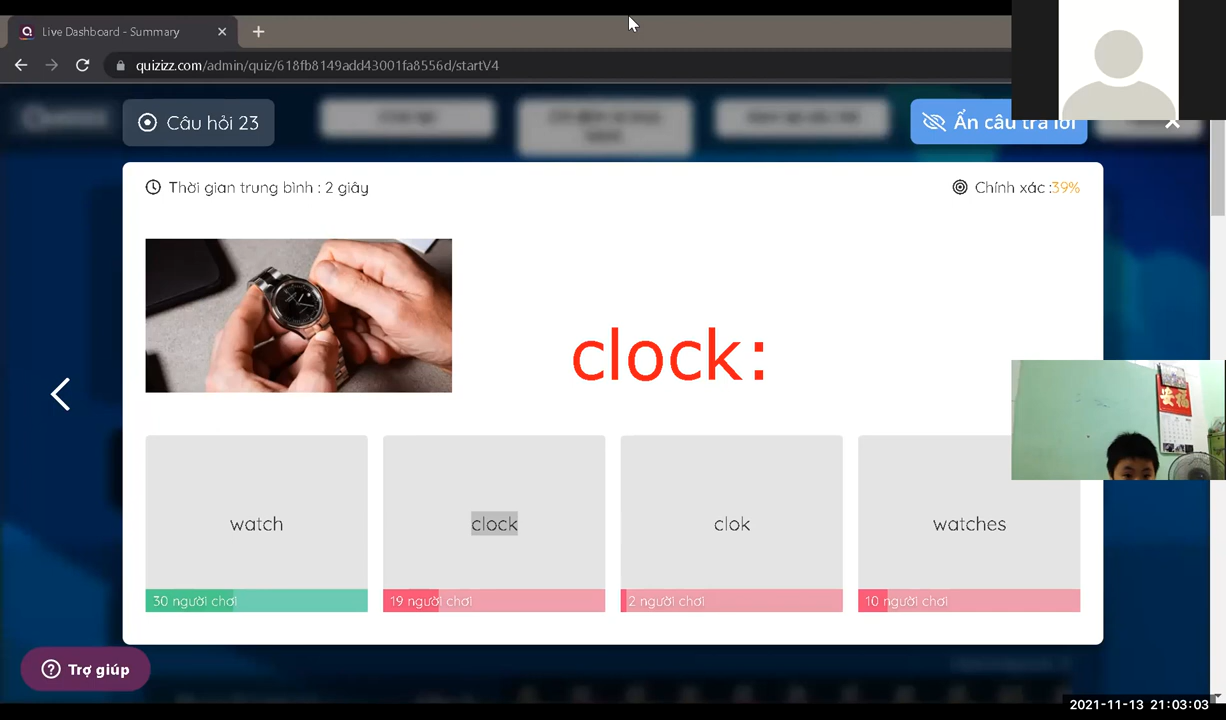 Live Dashboard - Summary
quizizz.com/admin/quiz/618fb8149add43001fa8556d/startV4
Câu hỏi 23
Ẩn câu trả lời
Thời gian trung bình : 2 giây
Chính xác :39%
clock:
watch
clock
clok
watches
30 người chơi
19 người chơi
2 người chơi
10 người chơi
安福
Trợ giúp
2021-11-13 21:03:03